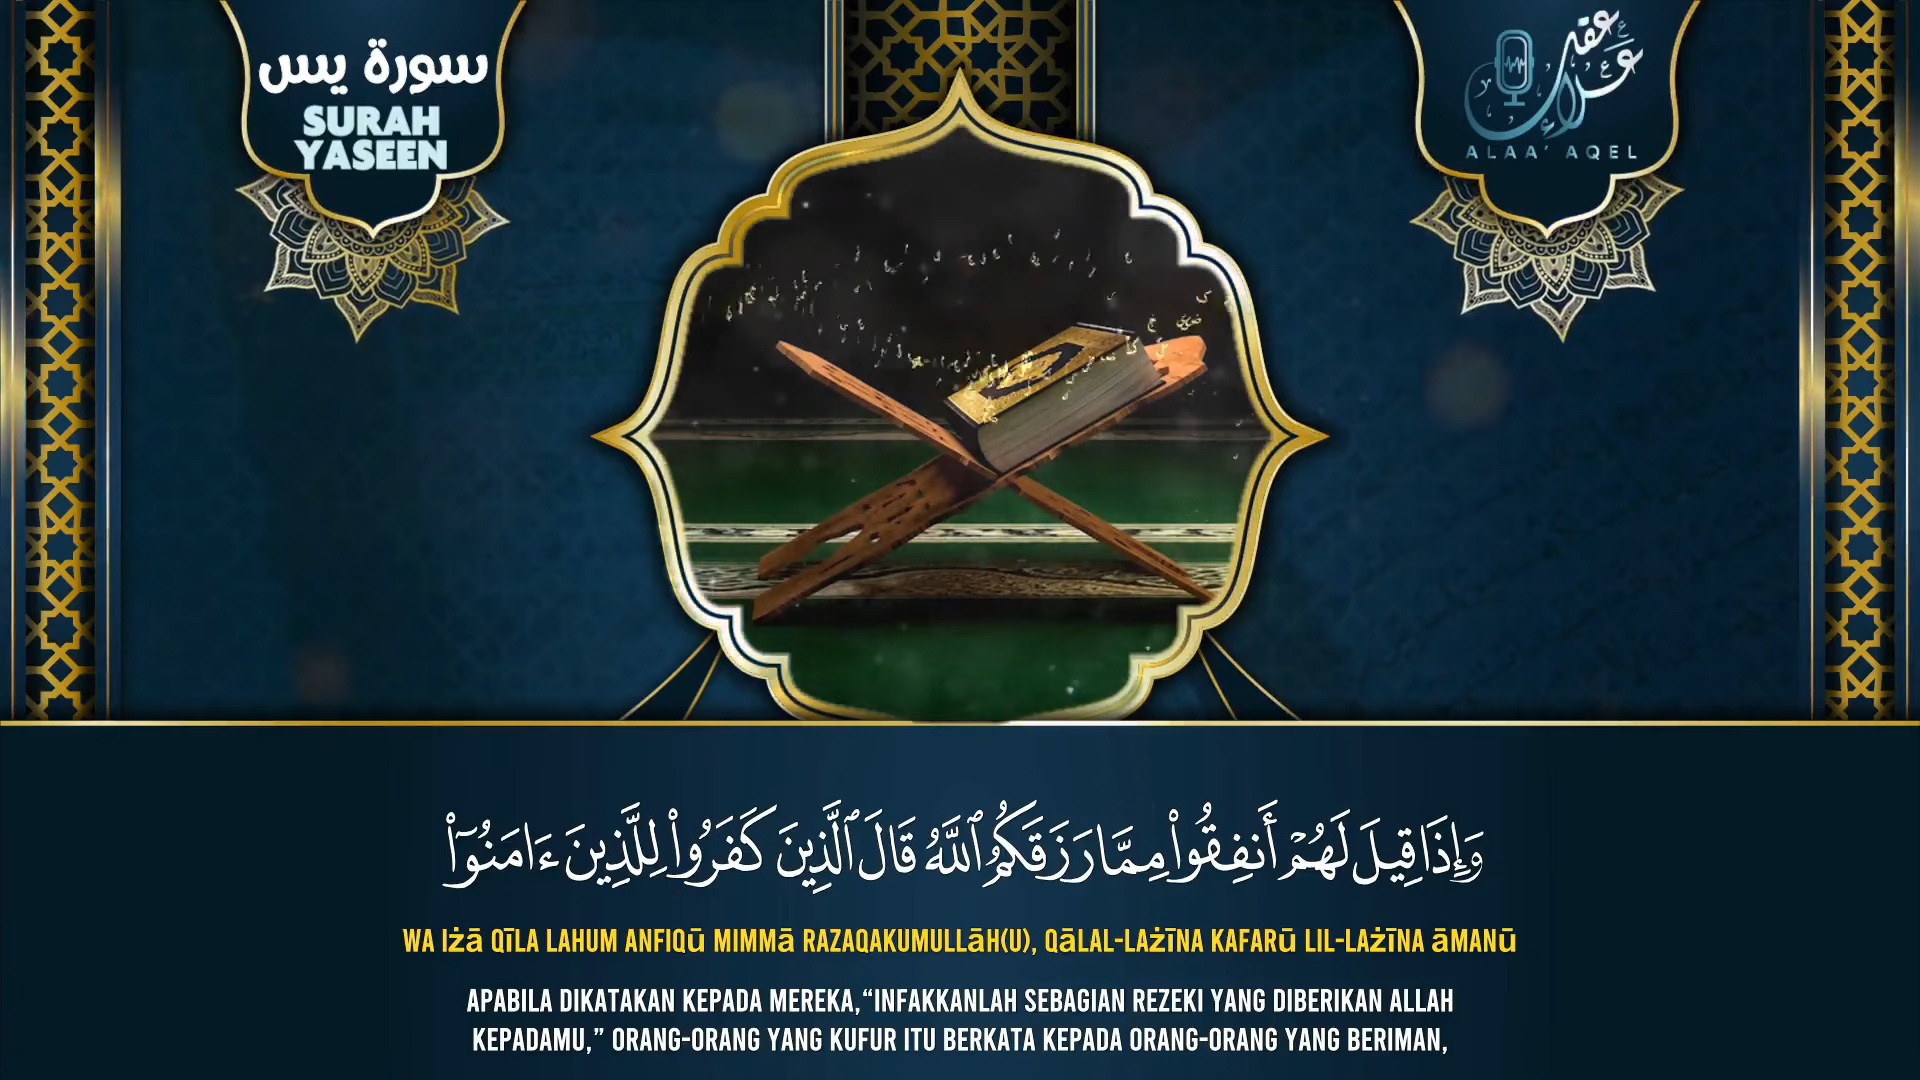 سورة يس
SURAH
YASEEN
علاء عقل
ALAA' AQEL
وَإِذَا قِيلَ لَهُمْ أَنفِقُوا۟ مِمَّا رَزَقَكُمُ ٱللَّهُ قَالَ ٱلَّذِينَ كَفَرُوا۟ لِلَّذِينَ ءَامَنُوٓا۟
WA IŻĀ QĪLA LAHUM ANFIQŪ MIMMĀ RAZAQAKUMULLĀH(U), QĀLAL-LAŻĪNA KAFARŪ LIL-LAŻĪNA ĀMANŪ
APABILA DIKATAKAN KEPADA MEREKA,“INFAKKANLAH SEBAGIAN REZEKI YANG DIBERIKAN ALLAH
KEPADAMU,” ORANG-ORANG YANG KUFUR ITU BERKATA KEPADA ORANG-ORANG YANG BERIMAN,